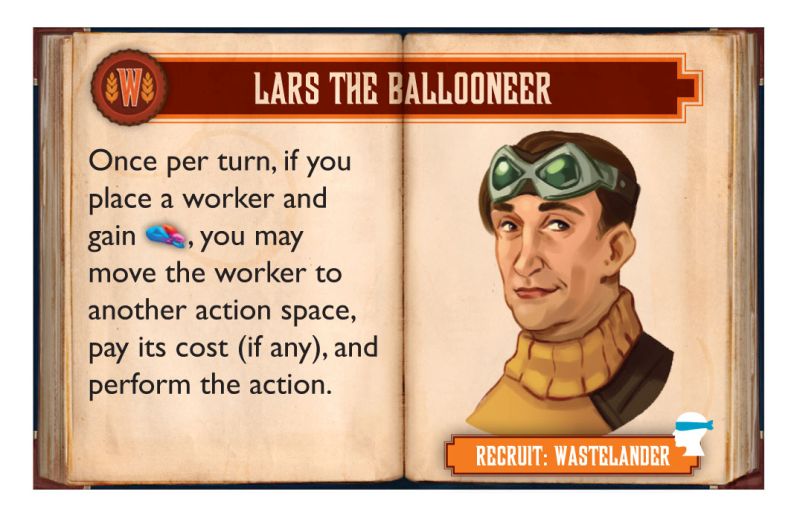 W
LARS THE BALLOONEER
Once per turn, if you
place a worker and
gain , you may
move the worker to
another action space,
pay its cost (if any), and
perform the action.
RECRUIT: WASTELANDER